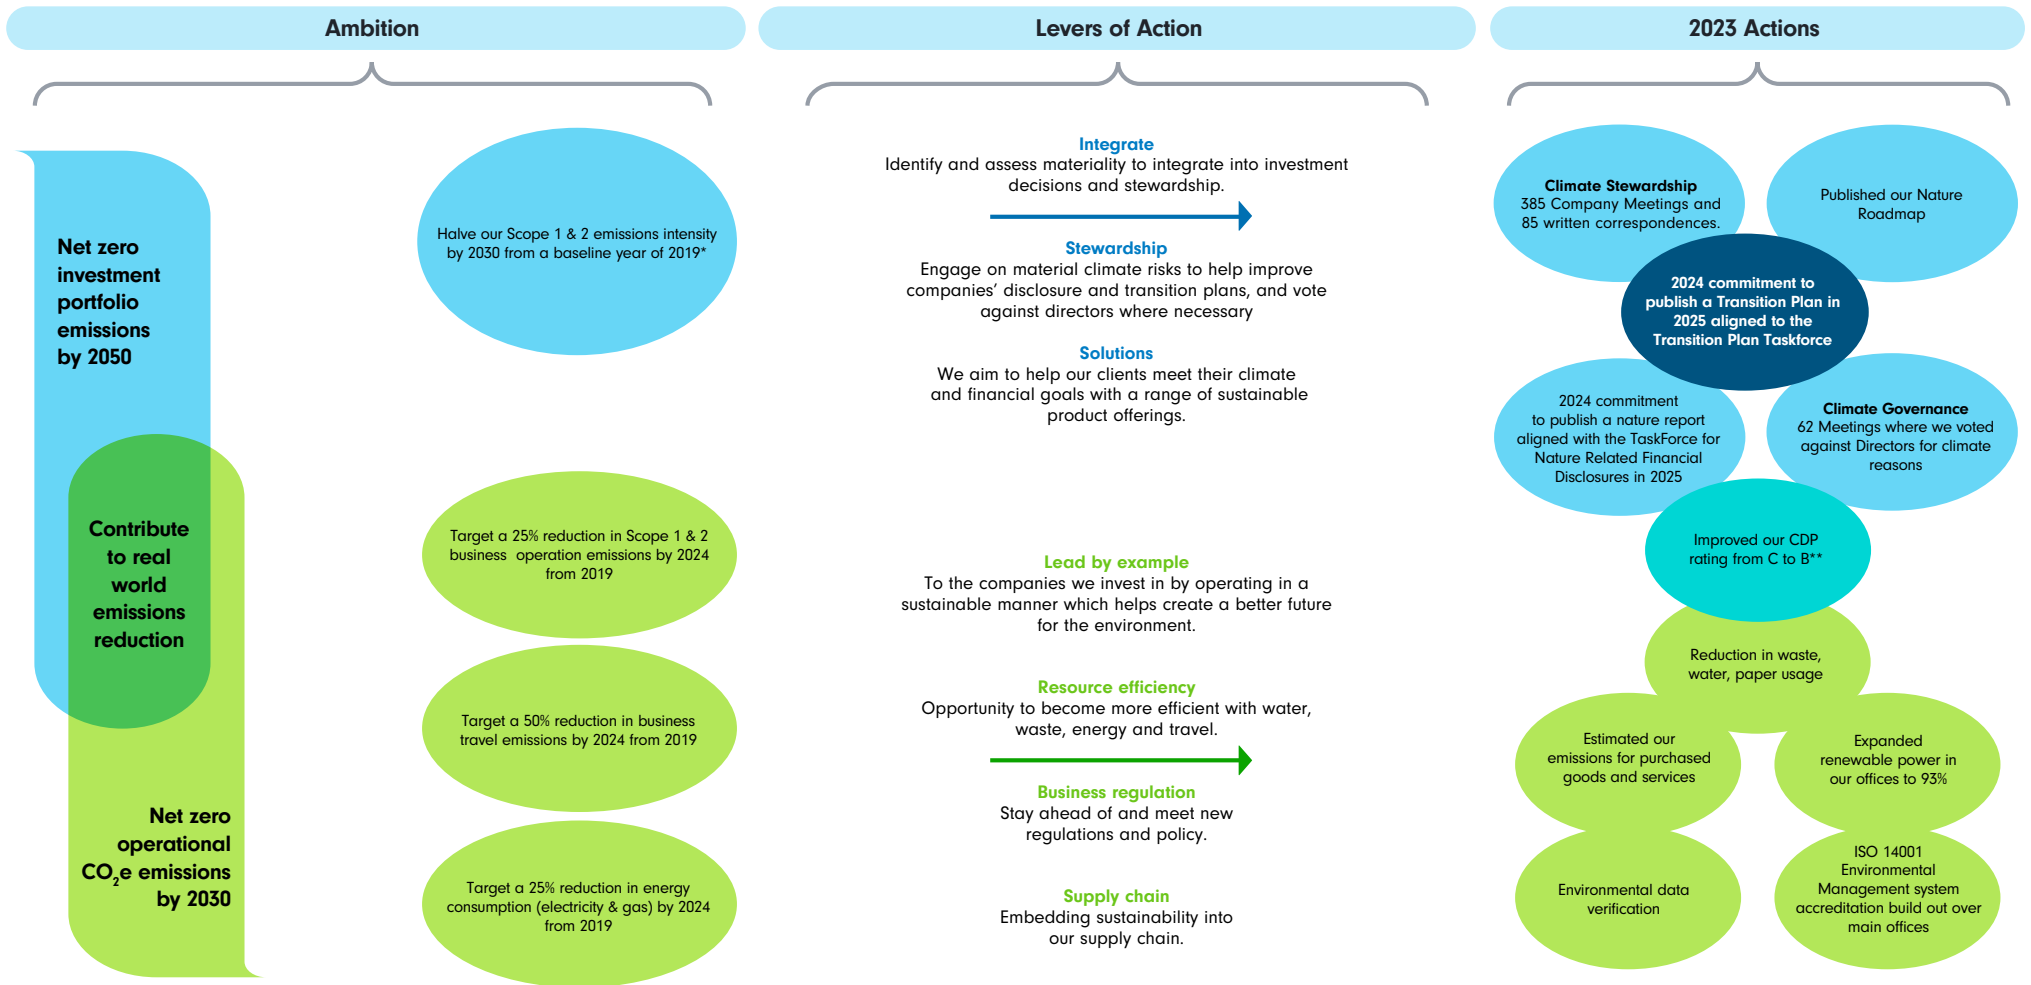 Ambition
Net zero
investment
portfolio
emissions
by 2050
Contribute
to real
world
emissions
reduction
Net zero
operational
CO2e emissions
by 2030
Halve our Scope 1 & 2 emissions intensity
by 2030 from a baseline year of 2019*
Target a 25% reduction in Scope 1 & 2
business operation emissions by 2024
from 2019
Target a 50% reduction in business
travel emissions by 2024 from 2019
Target a 25% reduction in energy
consumption (electricity & gas) by 2024
from 2019
Levers of Action
Integrate
Identify and assess materiality to integrate into investment
decisions and stewardship.
Stewardship
Engage on material climate risks to help improve
companies’ disclosure and transition plans, and vote
against directors where necessary
Solutions
We aim to help our clients meet their climate
and financial goals with a range of sustainable
product offerings.
Lead by example
To the companies we invest in by operating in a
sustainable manner which helps create a better future
for the environment.
Resource efficiency
Opportunity to become more efficient with water,
waste, energy and travel.
Business regulation
Stay ahead of and meet new
regulations and policy.
Supply chain
Embedding sustainability into
our supply chain.
2023 Actions
Climate Stewardship
385 Company Meetings and
85 written correspondences.
Published our Nature
Roadmap
2024 commitment to
publish a Transition Plan in
2025 aligned to the
Transition Plan Taskforce
2024 commitment
to publish a nature report
aligned with the TaskForce for
Nature Related Financial
Disclosures in 2025
Climate Governance
62 Meetings where we voted
against Directors for climate
reasons
Improved our CDP
rating from C to B**
Reduction in waste,
water, paper usage
Estimated our
emissions for purchased
goods and services
Expanded
renewable power in
our offices to 93%
Environmental data
verification
ISO 14001
Environmental
Management system
accreditation build out over
main offices